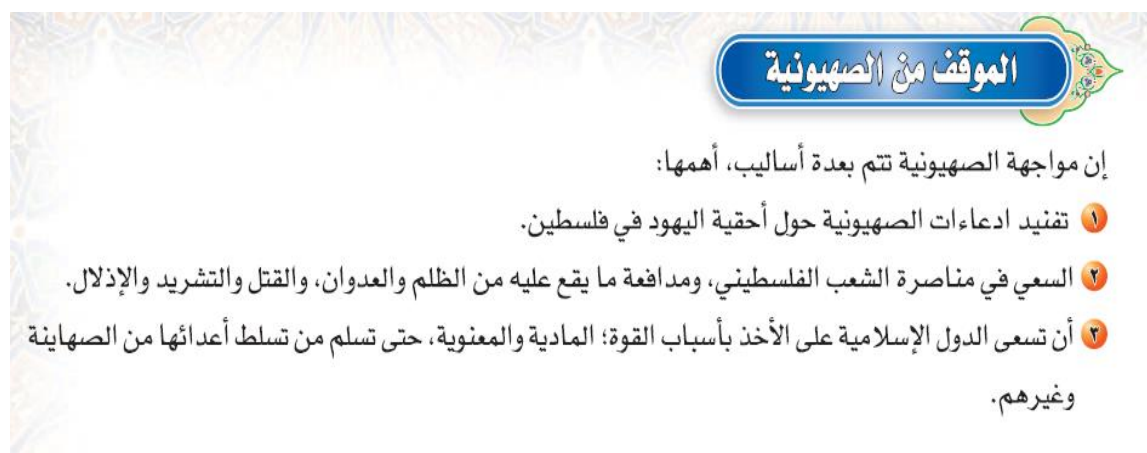 الموقف من الصهيونية
إن مواجهة الصهيونية تتم بعدة أساليب، أهمها:
١ تفنيد ادعاءات الصهيونية حول أحقية اليهود في فلسطين.
٢ السعي في مناصرة الشعب الفلسطيني، ومدافعة ما يقع عليه من الظلم والعدوان، والقتل والتشريد والإذلال.
٣ أن تسعى الدول الإسلامية على الأخذ بأسباب القوة؛ المادية والمعنوية، حتى تسلم من تسلط أعدائها من الصهاينة
وغيرهم.